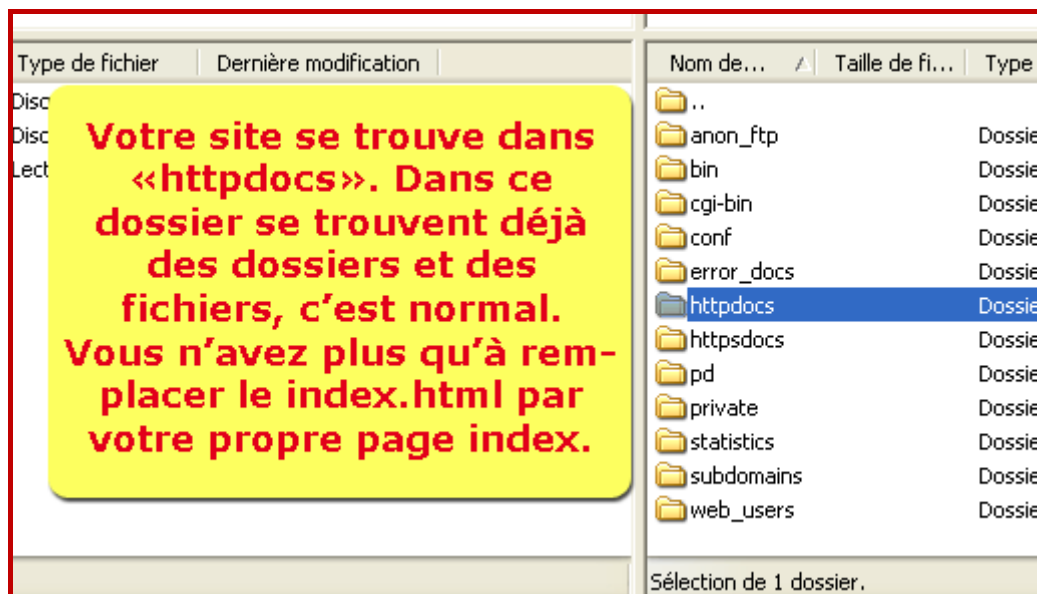 Type de fichier Dernière modification
Disc
Disc
Lect
Votre site se trouve dans
«httpdocs». Dans ce
dossier se trouvent déjà
des dossiers et des
fichiers, c’est normal.
Vous n’avez plus qu’à rem-
placer le index.html par
votre propre page index.
Nom de... Taille de fi... Type
..
anon_ftp Dossie
bin Dossie
cgi-bin Dossie
conf Dossie
error_docs Dossie
httpdocs Dossie
httpsdocs Dossie
pd Dossie
private Dossie
statistics Dossie
subdomains Dossie
web_users Dossie
Sélection de 1 dossier.